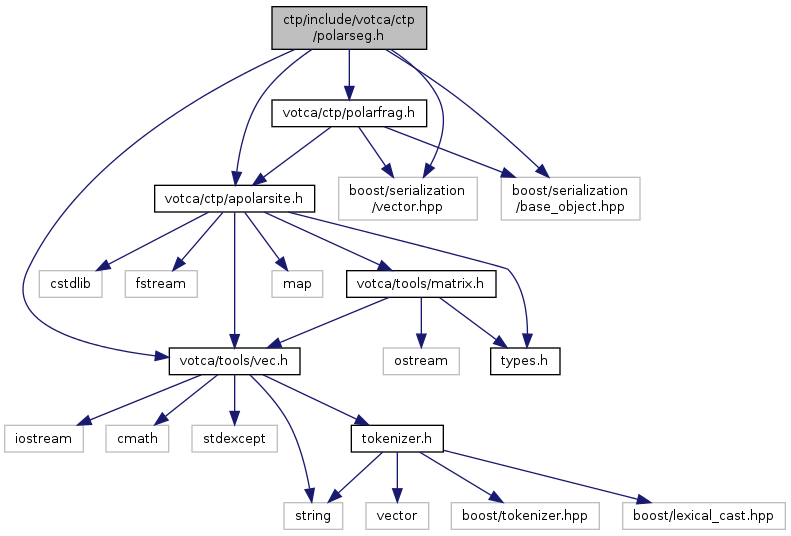 ctp/include/votca/ctp
/polarseg.h
votca/ctp/polarfrag.h
votca/ctp/apolarsite.h
boost/serialization
/vector.hpp
boost/serialization
/base_object.hpp
cstdlib
fstream
map
votca/tools/matrix.h
votca/tools/vec.h
ostream
types.h
iostream
cmath
stdexcept
tokenizer.h
string
vector
boost/tokenizer.hpp
boost/lexical_cast.hpp